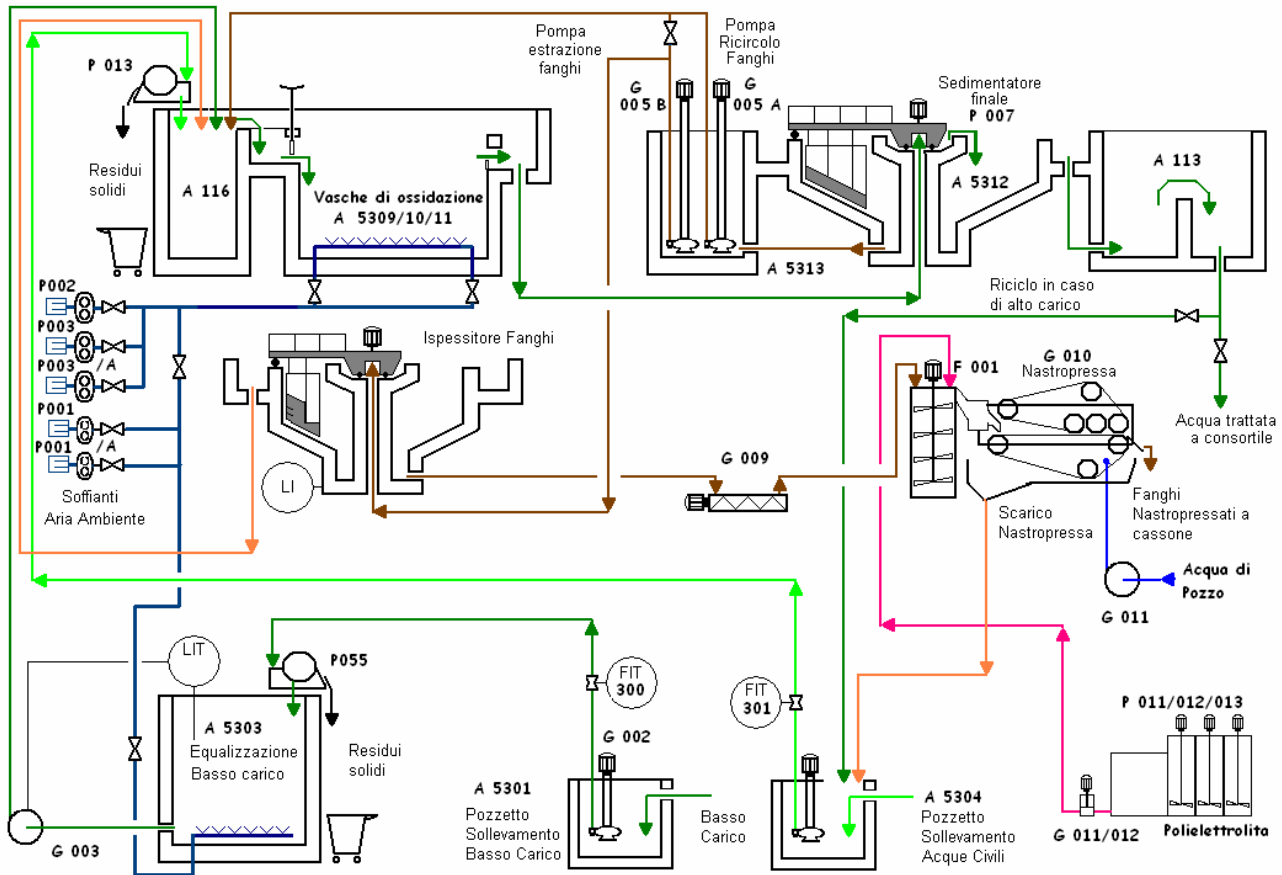 P 013
Residui
solidi
A 116
Vasche di ossidazione
A 5309/10/11
Pompa
estrazione
fanghi
Pompa
Ricircolo
Fanghi
G
005 B
G
005 A
Sedimentatore
finale
P 007
A 5312
A 5313
A 113
Riciclo in caso
di alto carico
Acqua trattata
a consortile
P002
P003
P003 /A
P001
P001 /A
Soffianti
Aria Ambiente
Ispessitore Fanghi
LI
G 009
F 001
G 010
Nastropressa
Scarico
Nastropressa
Fanghi
Nastropressati a
cassone
Acqua di
Pozzo
G 011
LIT
P055
A 5303
Equalizzazione
Basso carico
Residui
solidi
G 003
FIT
300
G 002
A 5301
Pozzetto
Sollevamento
Basso Carico
Basso
Carico
FIT
301
A 5304
Pozzetto
Sollevamento
Acque Civili
P 011/012/013
G 011/012
Polielettrolita